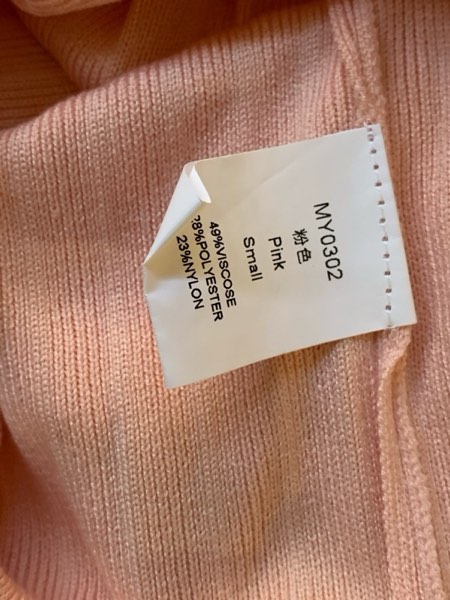 MY0302
粉色
Pink
Small
49%VISCOSE
28%POLYESTER
23%NYLON